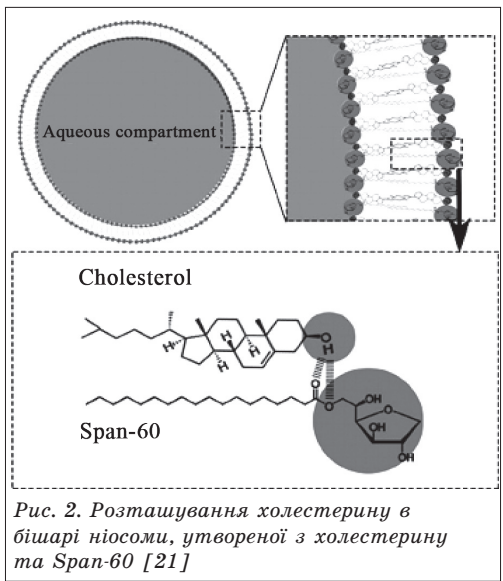 Aqueous compartment
Cholesterol
H
H
H
H
O
H
O
O
OH
O
OH
OH
Span-60
Рис. 2. Розташування холестерину в
бішарі ніосоми, утвореної з холестерину
та Span-60 [21]